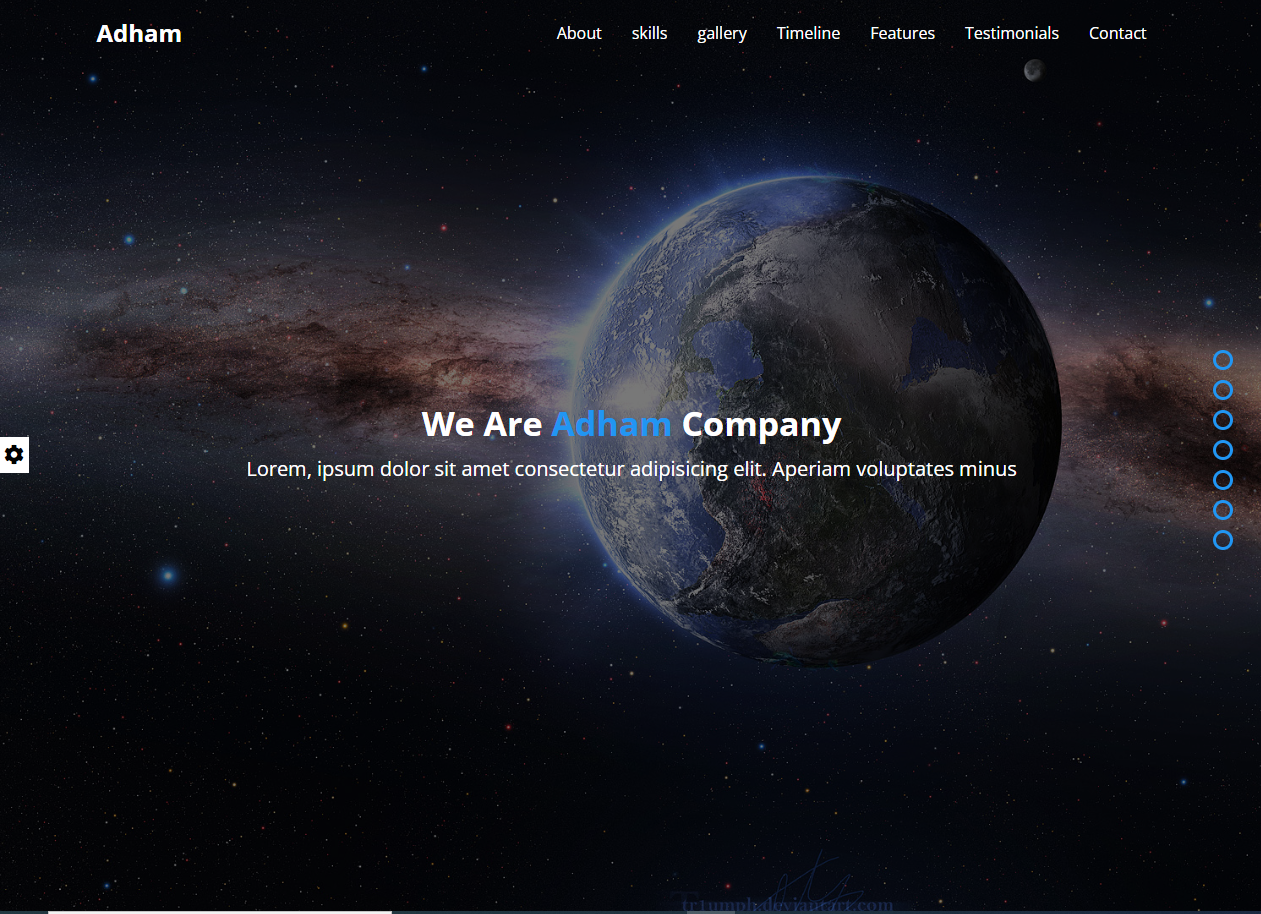 Adham
About skills gallery Timeline Features Testimonials Contact
We Are Adham Company
Lorem, ipsum dolor sit amet consectetur adipisicing elit. Aperiam voluptates minus
Tr1umph.deviantart.com